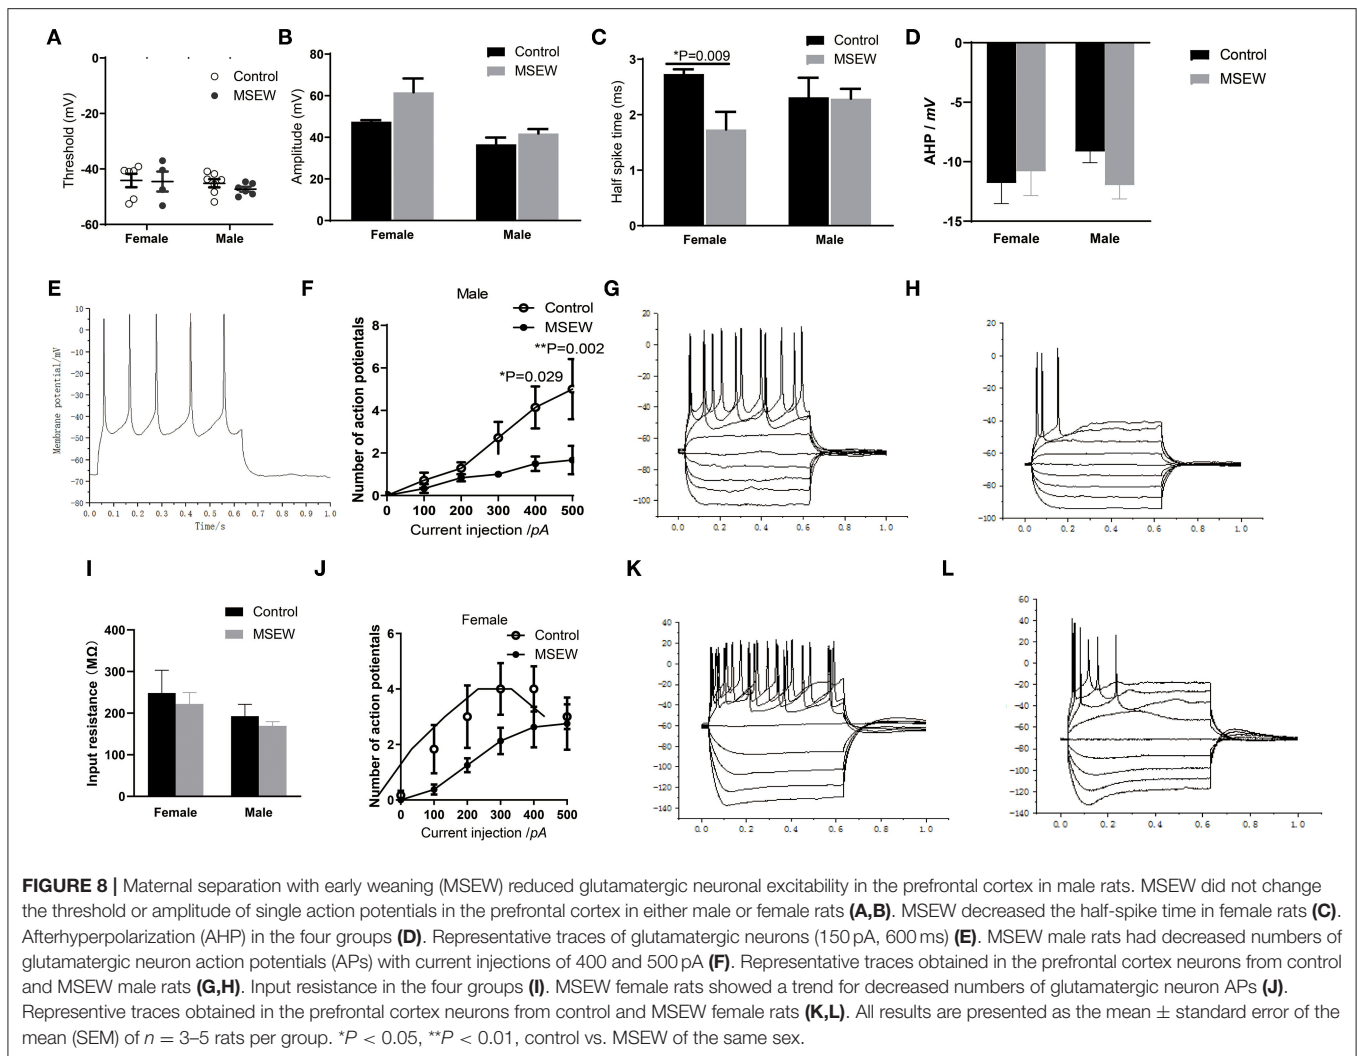 A
Threshold (mV)
0
-20
-40
-60
Control
MSEW
Female
Male
B
Amplitude (mV)
80
60
40
20
0
Control
MSEW
Female
Male
C
Half spike time (ms)
3
2
1
0
*P=0.009
Control
MSEW
Female
Male
D
AHP / mV
0
-5
-10
-15
Control
MSEW
Female
Male
E
Membrane potential/mV
10
0
-10
-20
-30
-40
-50
-60
-70
-80
0.0 0.1 0.2 0.3 0.4 0.5 0.6 0.7 0.8 0.9 1.0
Time/s
F
Male
Control
MSEW
**P=0.002
*P=0.029
Number of action potientals
8
6
4
2
0
0 100 200 300 400 500
Current injection /pA
G
20
0
-20
-40
-60
-80
-100
0.0 0.2 0.4 0.6 0.8 1.0
H
20
0
-20
-40
-60
-80
-100
0.0 0.2 0.4 0.6 0.8 1.0
I
Input resistance (MΩ)
400
300
200
100
0
Control
MSEW
Female
Male
J
Female
Control
MSEW
Number of action potientals
6
4
2
0
0 100 200 300 400 500
Current injection /pA
K
40
20
0
-20
-40
-60
-80
-100
-120
-140
0.0 0.2 0.4 0.6 0.8 1.0
L
60
40
20
0
-20
-40
-60
-80
-100
-120
-140
0.0 0.2 0.4 0.6 0.8 1.0
FIGURE 8 | Maternal separation with early weaning (MSEW) reduced glutamatergic neuronal excitability in the prefrontal cortex in male rats. MSEW did not change
the threshold or amplitude of single action potentials in the prefrontal cortex in either male or female rats (A,B). MSEW decreased the half-spike time in female rats (C).
Afterhyperpolarization (AHP) in the four groups (D). Representative traces of glutamatergic neurons (150 pA, 600 ms) (E). MSEW male rats had decreased numbers of
glutamatergic neuron action potentials (APs) with current injections of 400 and 500 pA (F). Representative traces obtained in the prefrontal cortex neurons from control
and MSEW male rats (G,H). Input resistance in the four groups (I). MSEW female rats showed a trend for decreased numbers of glutamatergic neuron APs (J).
Representive traces obtained in the prefrontal cortex neurons from control and MSEW female rats (K,L). All results are presented as the mean ± standard error of the
mean (SEM) of n = 3–5 rats per group. *P < 0.05, **P < 0.01, control vs. MSEW of the same sex.